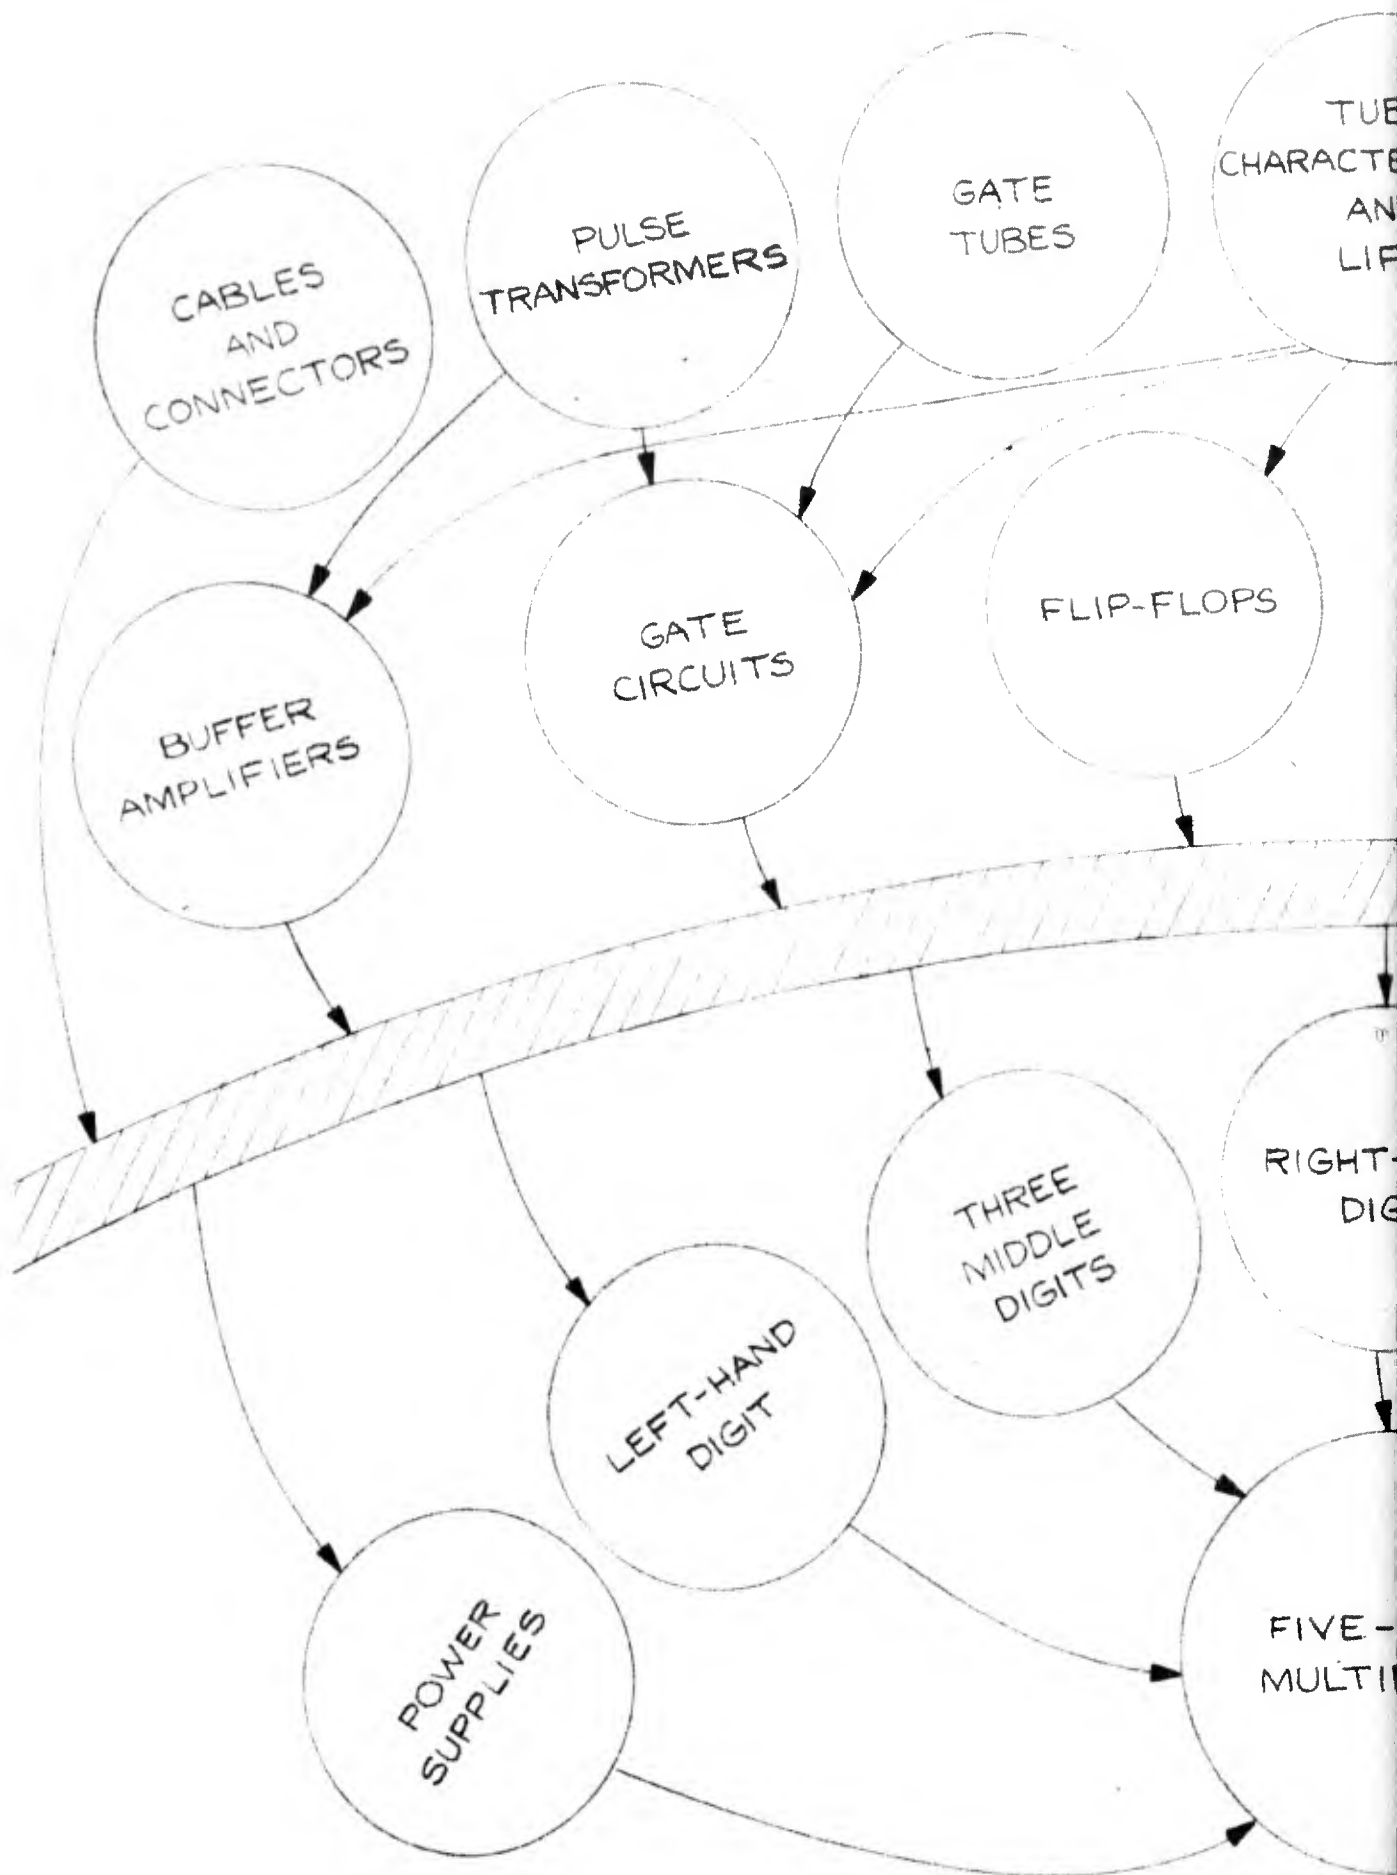 CABLES
AND
CONNECTORS
PULSE
TRANSFORMERS
GATE
TUBES
TUB
CHARACTE
AN
LIF
BUFFER
AMPLIFIERS
GATE
CIRCUITS
FLIP-FLOPS
THREE
MIDDLE
DIGITS
RIGHT-
DIG
LEFT-HAND
DIGIT
POWER
SUPPLIES
FIVE-
MULTI